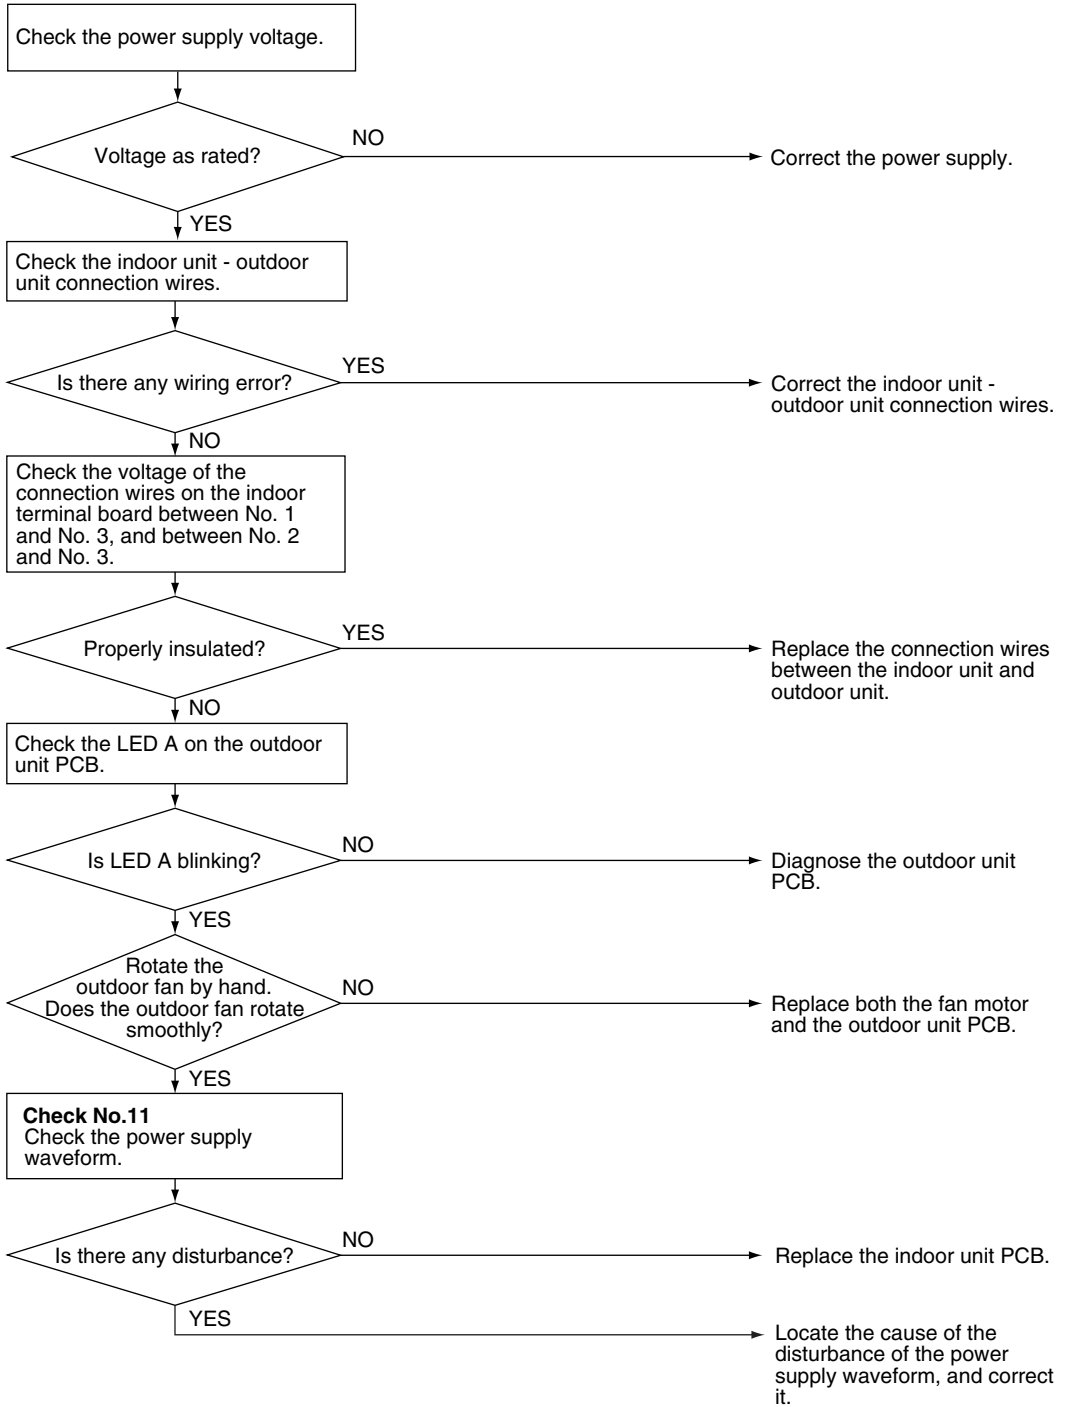 Check the power supply voltage.
Voltage as rated?
NO
Correct the power supply.
YES
Check the indoor unit - outdoor
unit connection wires.
Is there any wiring error?
YES
Correct the indoor unit -
outdoor unit connection wires.
NO
Check the voltage of the
connection wires on the indoor
terminal board between No. 1
and No. 3, and between No. 2
and No. 3.
Properly insulated?
YES
Replace the connection wires
between the indoor unit and
outdoor unit.
NO
Check the LED A on the outdoor
unit PCB.
Is LED A blinking?
NO
Diagnose the outdoor unit
PCB.
YES
Rotate the
outdoor fan by hand.
Does the outdoor fan rotate
smoothly?
NO
Replace both the fan motor
and the outdoor unit PCB.
YES
Check No.11
Check the power supply
waveform.
Is there any disturbance?
NO
Replace the indoor unit PCB.
YES
Locate the cause of the
disturbance of the power
supply waveform, and correct
it.